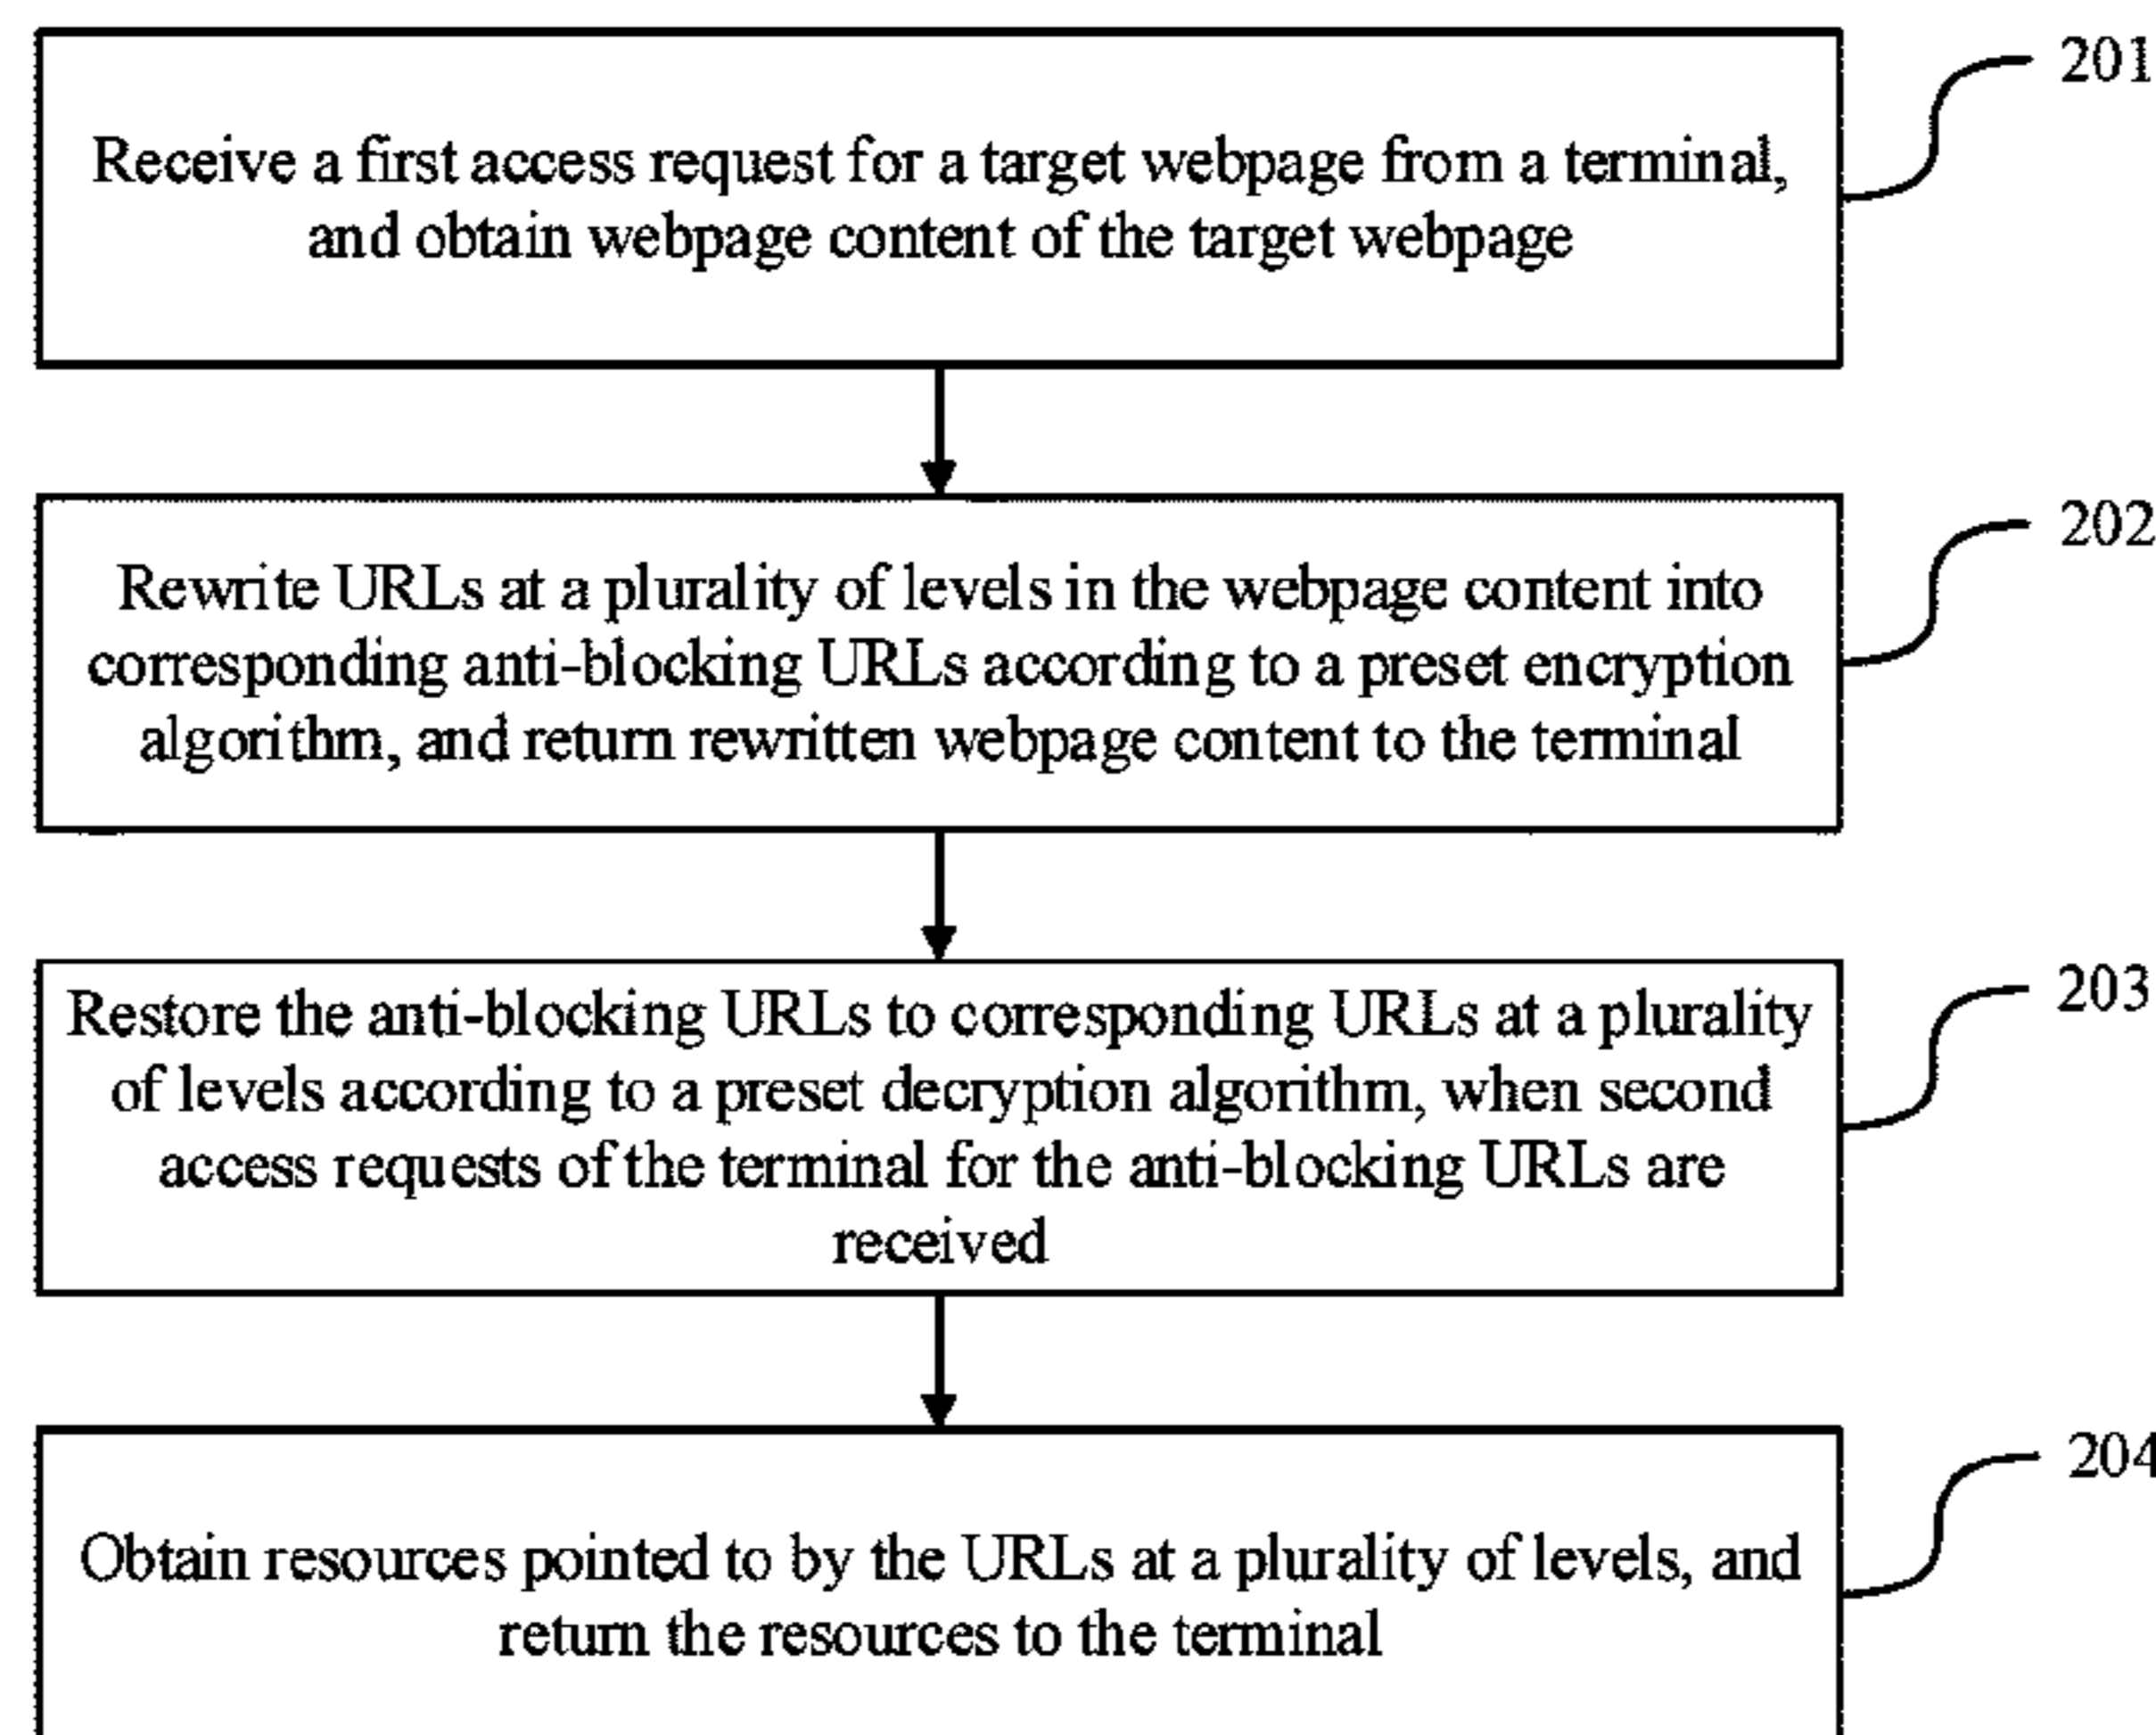 201
Receive a first access request for a target webpage from a terminal,
and obtain webpage content of the target webpage
202
Rewrite URLs at a plurality of levels in the webpage content into
corresponding anti-blocking URLs according to a preset encryption
algorithm, and return rewritten webpage content to the terminal
203
Restore the anti-blocking URLs to corresponding URLs at a plurality
of levels according to a preset decryption algorithm, when second
access requests of the terminal for the anti-blocking URLs are
received
204
Obtain resources pointed to by the URLs at a plurality of levels, and
return the resources to the terminal